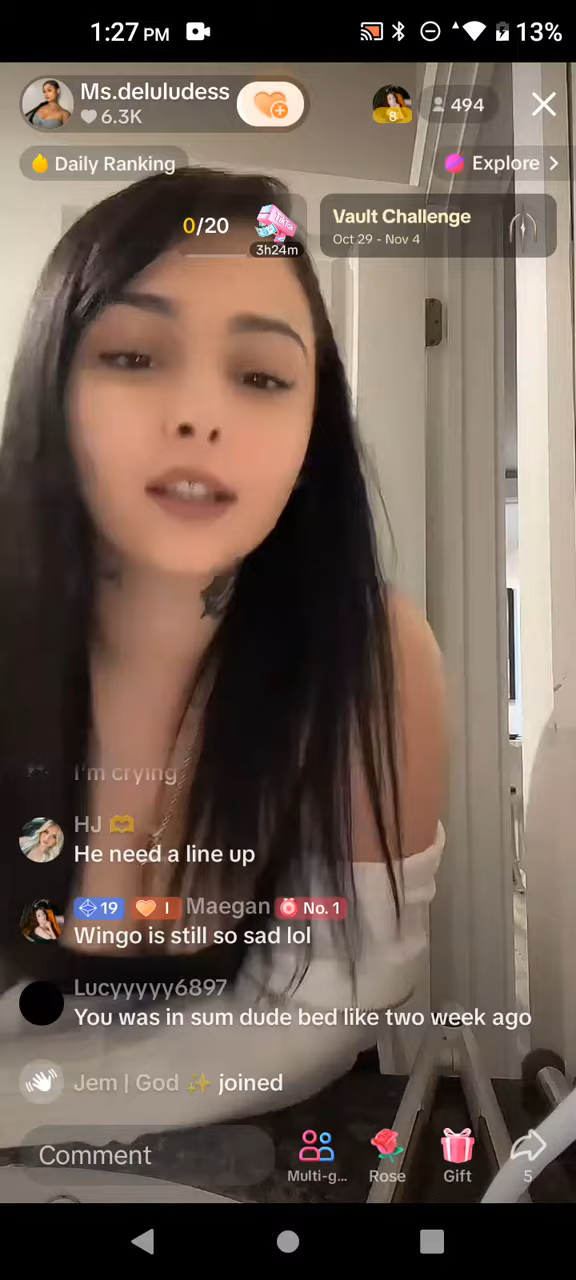 1:27 PM
13%
Ms.deluludess
6.3K
8
494
Daily Ranking
Explore >
0/20
TikTok
3h24m
Vault Challenge
Oct 29 - Nov 4
I'm crying
HJ 🫶
He need a line up
19 I Maegan No. 1
Wingo is still so sad lol
Lucyyyyy6897
You was in sum dude bed like two week ago
Jem | God ✨ joined
Comment
Multi-g...
Rose
Gift
5